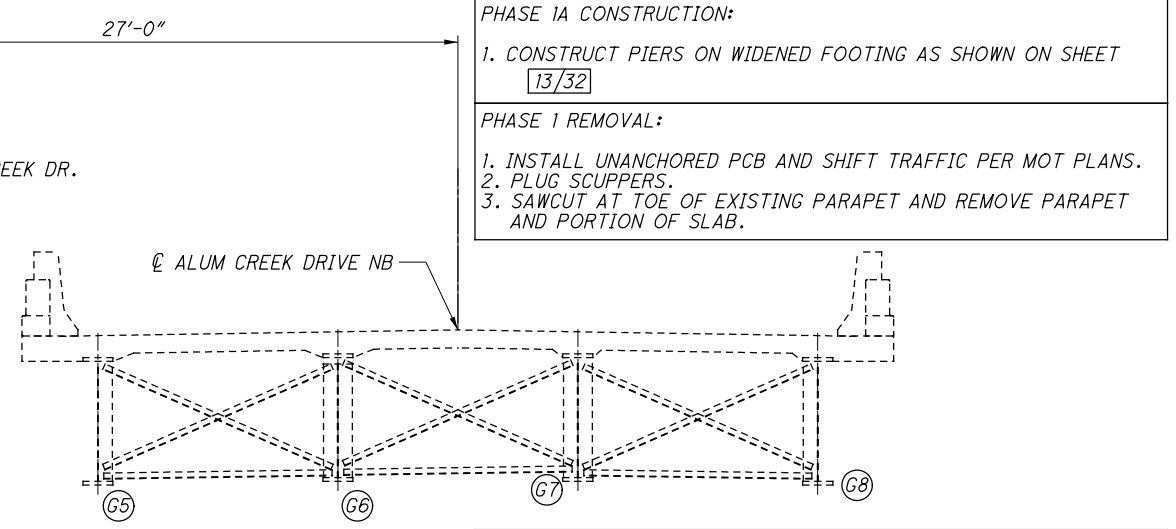 27'-0"
PHASE 1A CONSTRUCTION:
1. CONSTRUCT PIERS ON WIDENED FOOTING AS SHOWN ON SHEET
13/32
PHASE 1 REMOVAL:
1. INSTALL UNANCHORED PCB AND SHIFT TRAFFIC PER MOT PLANS.
2. PLUG SCUPPERS.
3. SAWCUT AT TOE OF EXISTING PARAPET AND REMOVE PARAPET
AND PORTION OF SLAB.
EEK DR.
℄ ALUM CREEK DRIVE NB
G5
G6
G7
G8